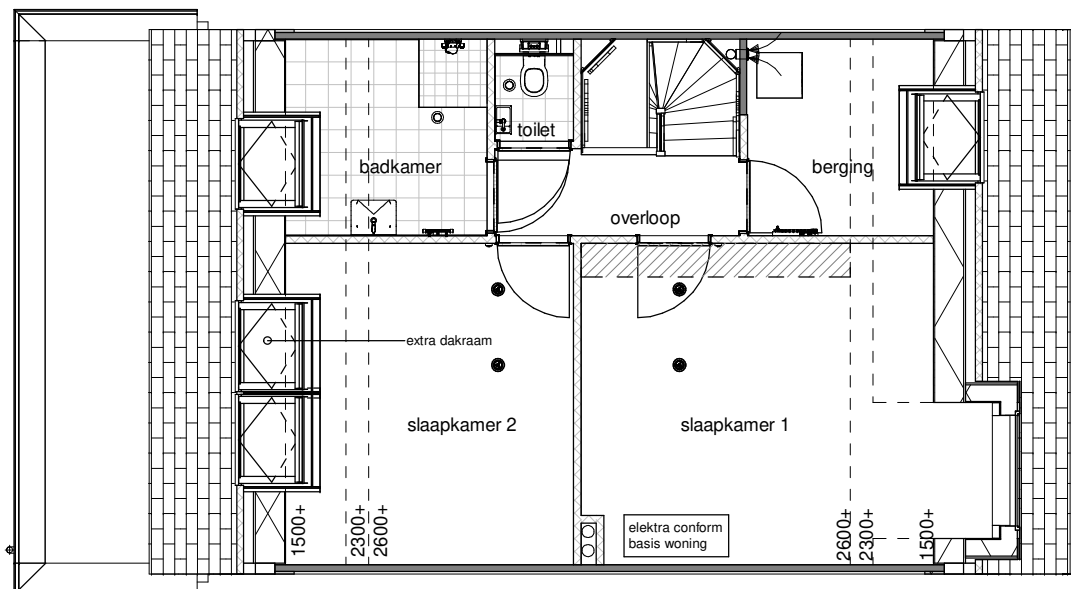 toilet
badkamer
berging
overloop
extra dakraam
slaapkamer 2
slaapkamer 1
1500+
2300+
2600+
elektra conform
basis woning
2600+
2300+
1500+